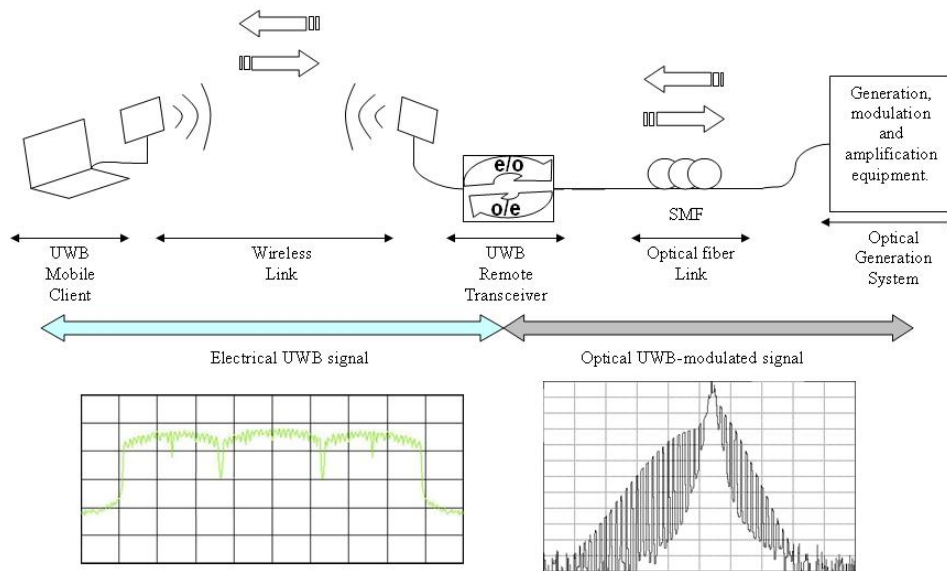 Generation,
modulation
and
amplification
equipment.
e/o
o/e
SMF
UWB
Mobile
Client
Wireless
Link
UWB
Remote
Transceiver
Optical fiber
Link
Optical
Generation
System
Electrical UWB signal
Optical UWB-modulated signal